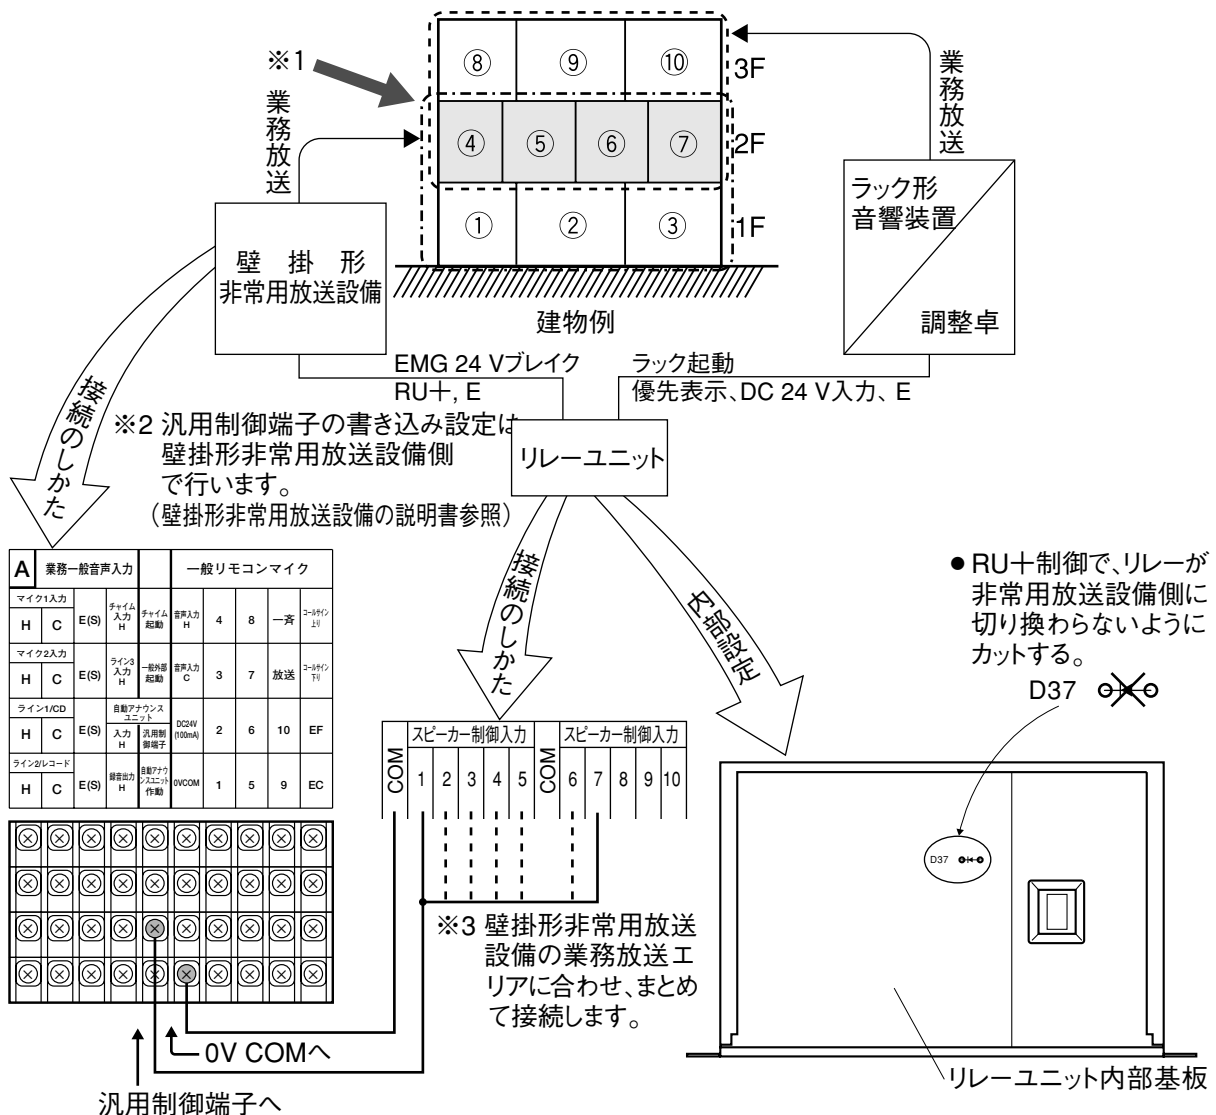 ※1
業務放送
⑧ ⑨ ⑩ 3F
④ ⑤ ⑥ ⑦ 2F
① ② ③ 1F
業務放送
壁 掛 形
非常用放送設備
建物例
ラック形
音響装置
調整卓
EMG 24 Vブレイク
RU＋, E
ラック起動
優先表示、DC 24 V入力、E
リレーユニット
接続のしかた
※2 汎用制御端子の書き込み設定は
壁掛形非常用放送設備側
で行います。
（壁掛形非常用放送設備の説明書参照）
接続のしかた
内部設定
● RU＋制御で、リレーが
非常用放送設備側に
切り換わらないように
カットする。
D37
A 業務一般音声入力 一般リモコンマイク
マイク1入力
H C E(S) チャイム入力H チャイム起動 音声入力H 4 8 一斉 コールサイン上り
マイク2入力
H C E(S) ライン3入力H 一般外部起動 音声入力C 3 7 放送 コールサイン下り
ライン1/CD 自動アナウンスユニット
H C E(S) 入力H 汎用制御端子 DC24V(100mA) 2 6 10 EF
ライン2/レコード
H C E(S) 録音出力H 自動アナウンスユニット作動 0VCOM 1 5 9 EC
COM スピーカー制御入力 COM スピーカー制御入力
1 2 3 4 5 6 7 8 9 10
D37
※3 壁掛形非常用放送
設備の業務放送エ
リアに合わせ、まとめ
て接続します。
0V COMへ
汎用制御端子へ
リレーユニット内部基板